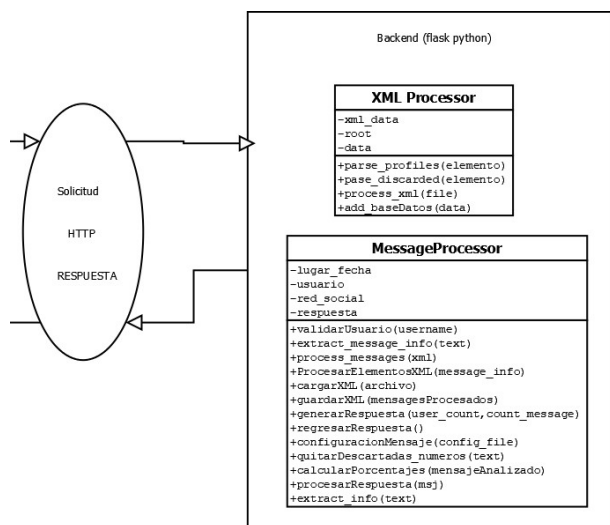 Backend (flask python)
XML Processor
-xml_data
-root
-data
+parse_profiles(elemento)
+pase_discarded(elemento)
+process_xml(file)
+add_baseDatos(data)
Solicitud
HTTP
RESPUESTA
MessageProcessor
-lugar_fecha
-usuario
-red_social
-respuesta
+validarUsuario(username)
+extract_message_info(text)
+process_messages(xml)
+ProcesarElementosXML(message_info)
+cargarXML(archivo)
+guardarXML(mensagesProcesados)
+generarRespuesta(user_count,count_message)
+regresarRespuesta()
+configuracionMensaje(config_file)
+quitarDescartadas_numeros(text)
+calcularPorcentajes(mensajeAnalizado)
+procesarRespuesta(msj)
+extract_info(text)